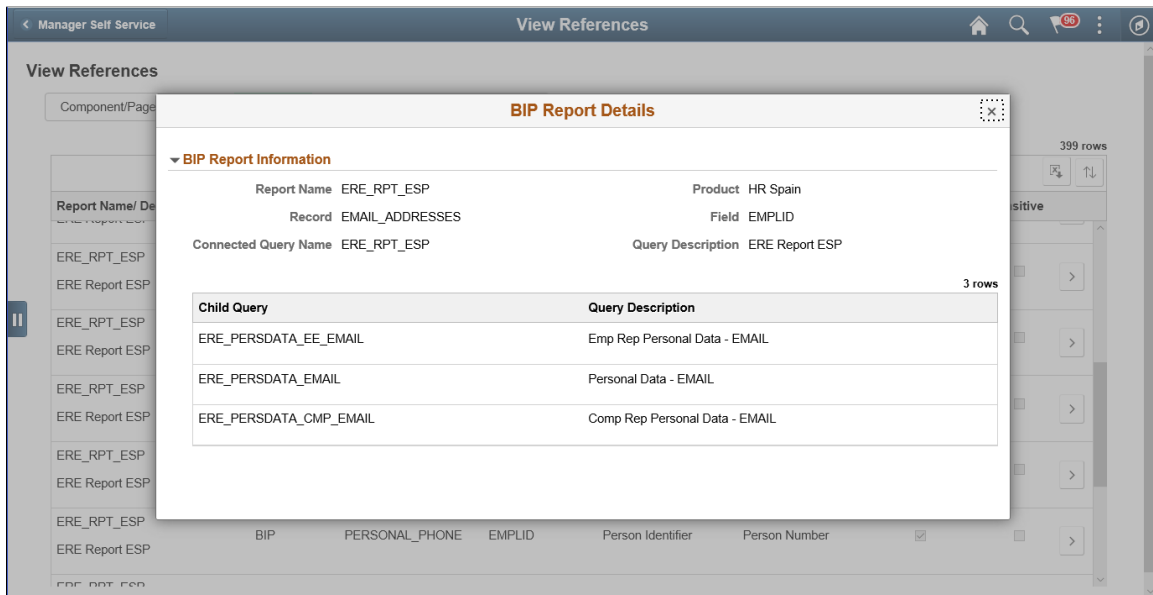 Manager Self Service
View References
96
View References
Component/Page
399 rows
Report Name/ De
sitive
ERE_RPT_ESP
ERE Report ESP
ERE_RPT_ESP
ERE Report ESP
ERE_RPT_ESP
ERE Report ESP
ERE_RPT_ESP
ERE Report ESP
ERE_RPT_ESP
ERE Report ESP
BIP PERSONAL_PHONE EMPLID Person Identifier Person Number
BIP Report Details
BIP Report Information
Report Name ERE_RPT_ESP Product HR Spain
Record EMAIL_ADDRESSES Field EMPLID
Connected Query Name ERE_RPT_ESP Query Description ERE Report ESP
3 rows
Child Query Query Description
ERE_PERSDATA_EE_EMAIL Emp Rep Personal Data - EMAIL
ERE_PERSDATA_EMAIL Personal Data - EMAIL
ERE_PERSDATA_CMP_EMAIL Comp Rep Personal Data - EMAIL